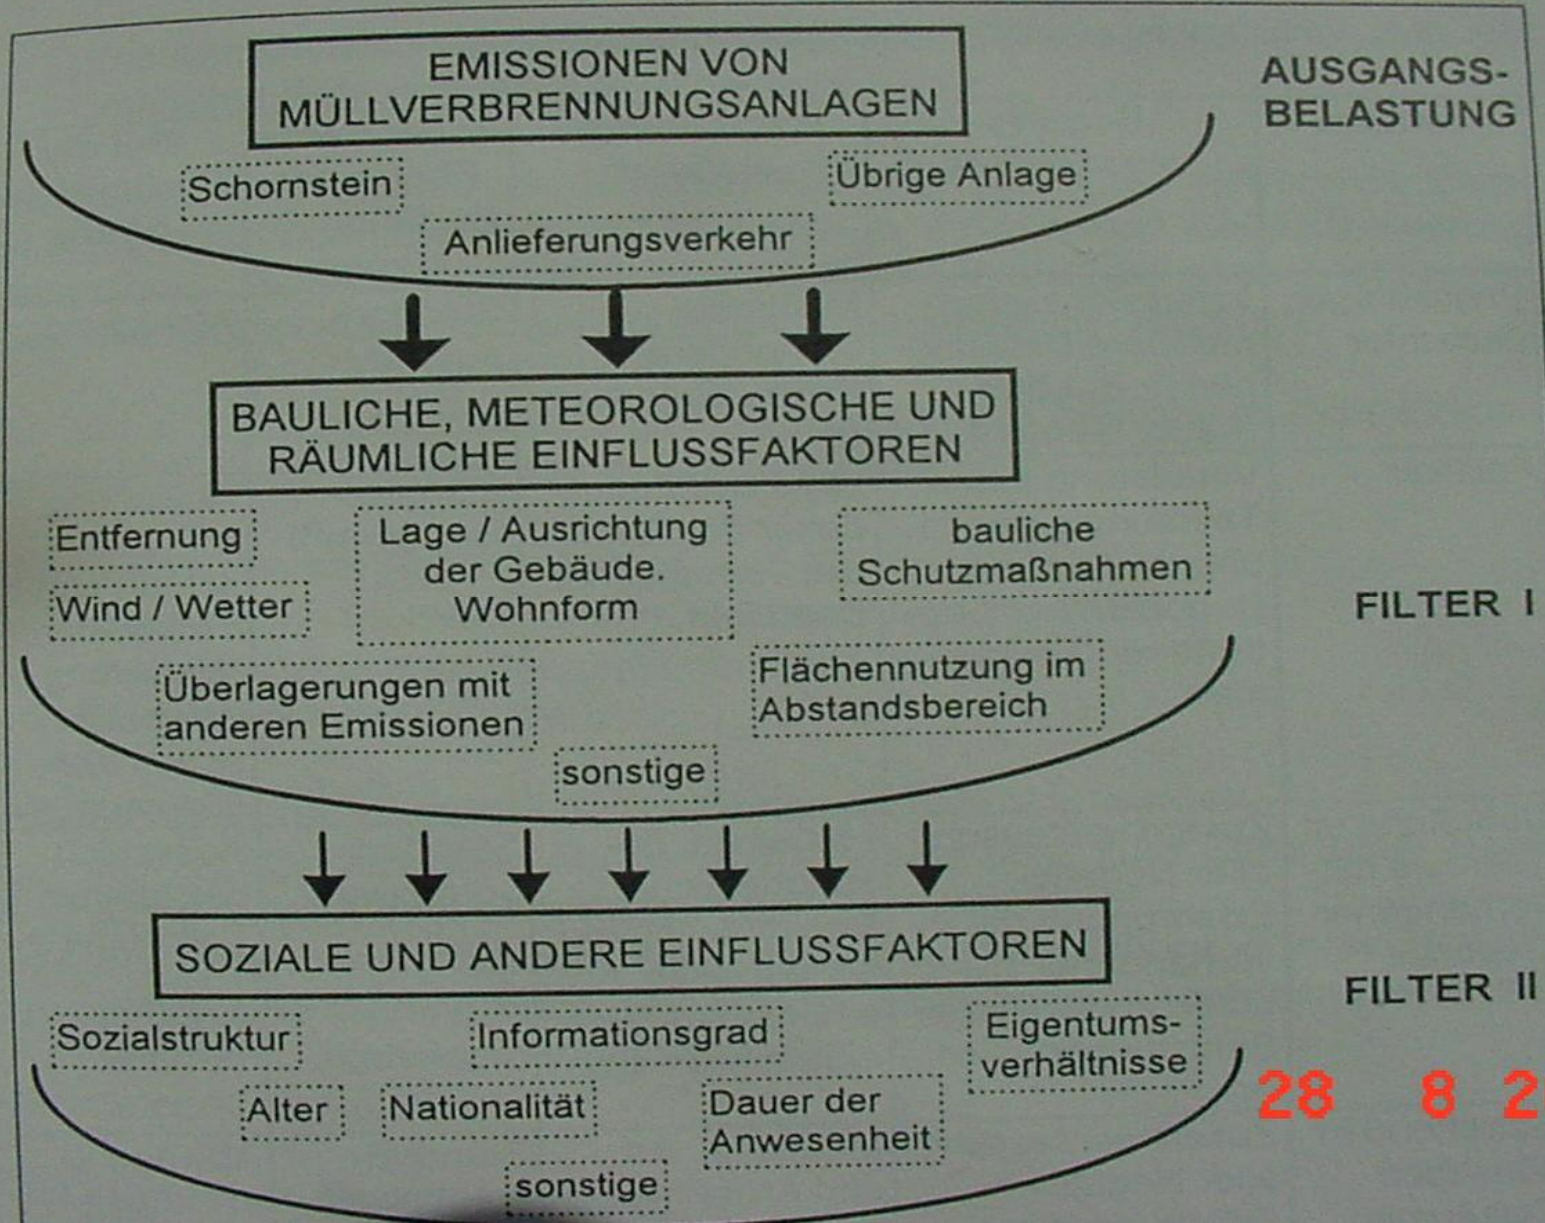 EMISSIONEN VON
MÜLLVERBRENNUNGSANLAGEN
AUSGANGS-
BELASTUNG
Schornstein
Übrige Anlage
Anlieferungsverkehr
BAULICHE, METEOROLOGISCHE UND
RÄUMLICHE EINFLUSSFAKTOREN
Entfernung
Lage / Ausrichtung
der Gebäude.
Wohnform
bauliche
Schutzmaßnahmen
Wind / Wetter
FILTER I
Überlagerungen mit
anderen Emissionen
Flächennutzung im
Abstandsbereich
sonstige
SOZIALE UND ANDERE EINFLUSSFAKTOREN
FILTER II
Sozialstruktur
Informationsgrad
Eigentums-
verhältnisse
Alter
Nationalität
Dauer der
Anwesenheit
sonstige
28 8 2